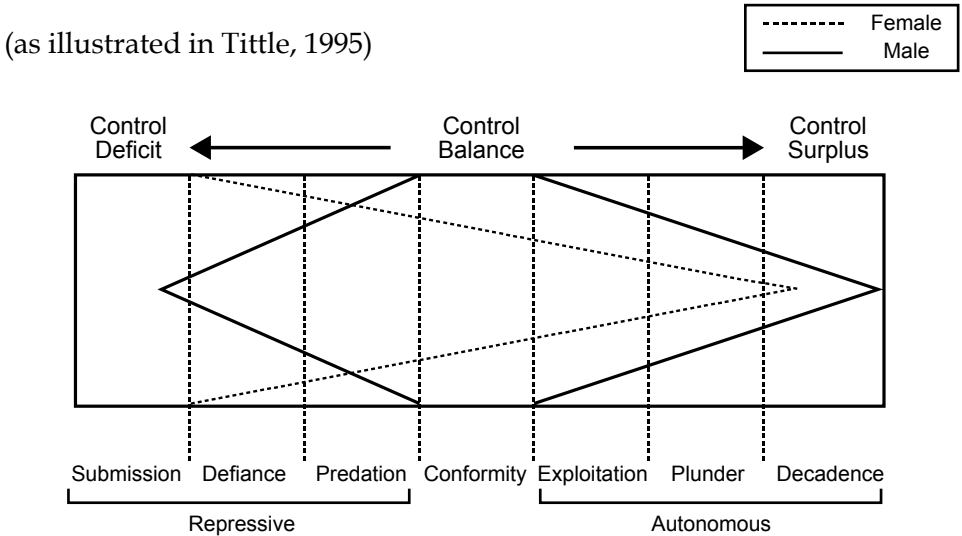 Female
(as illustrated in Tittle, 1995)
Male
Control
Deficit
Control
Balance
Control
Surplus
Submission
Defiance
Predation
Conformity
Exploitation
Plunder
Decadence
Repressive
Autonomous